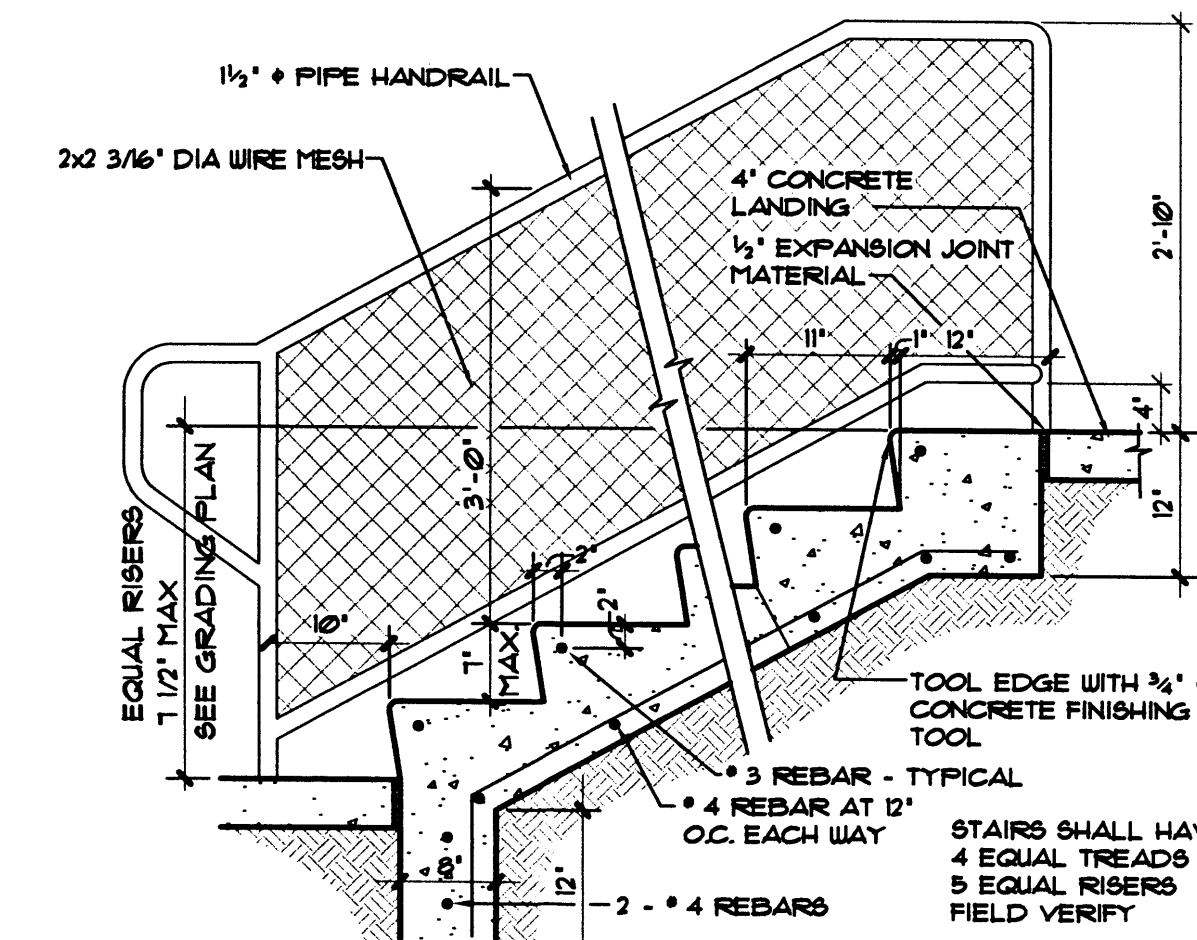 1½" ϕ PIPE HANDRAIL
2x2 3/16" DIA WIRE MESH
4" CONCRETE
LANDING
½" EXPANSION JOINT
MATERIAL
2'-10"
11"
1"
12"
4"
12"
3'-0"
EQUAL RISERS
7 1/2" MAX
SEE GRADING PLAN
10"
2"
2"
7"
MAX.
TOOL EDGE WITH ¾"
CONCRETE FINISHING
TOOL
# 3 REBAR - TYPICAL
# 4 REBAR AT 12"
O.C. EACH WAY
8"
12"
2 - # 4 REBARS
STAIRS SHALL HAV
4 EQUAL TREADS
5 EQUAL RISERS
FIELD VERIFY